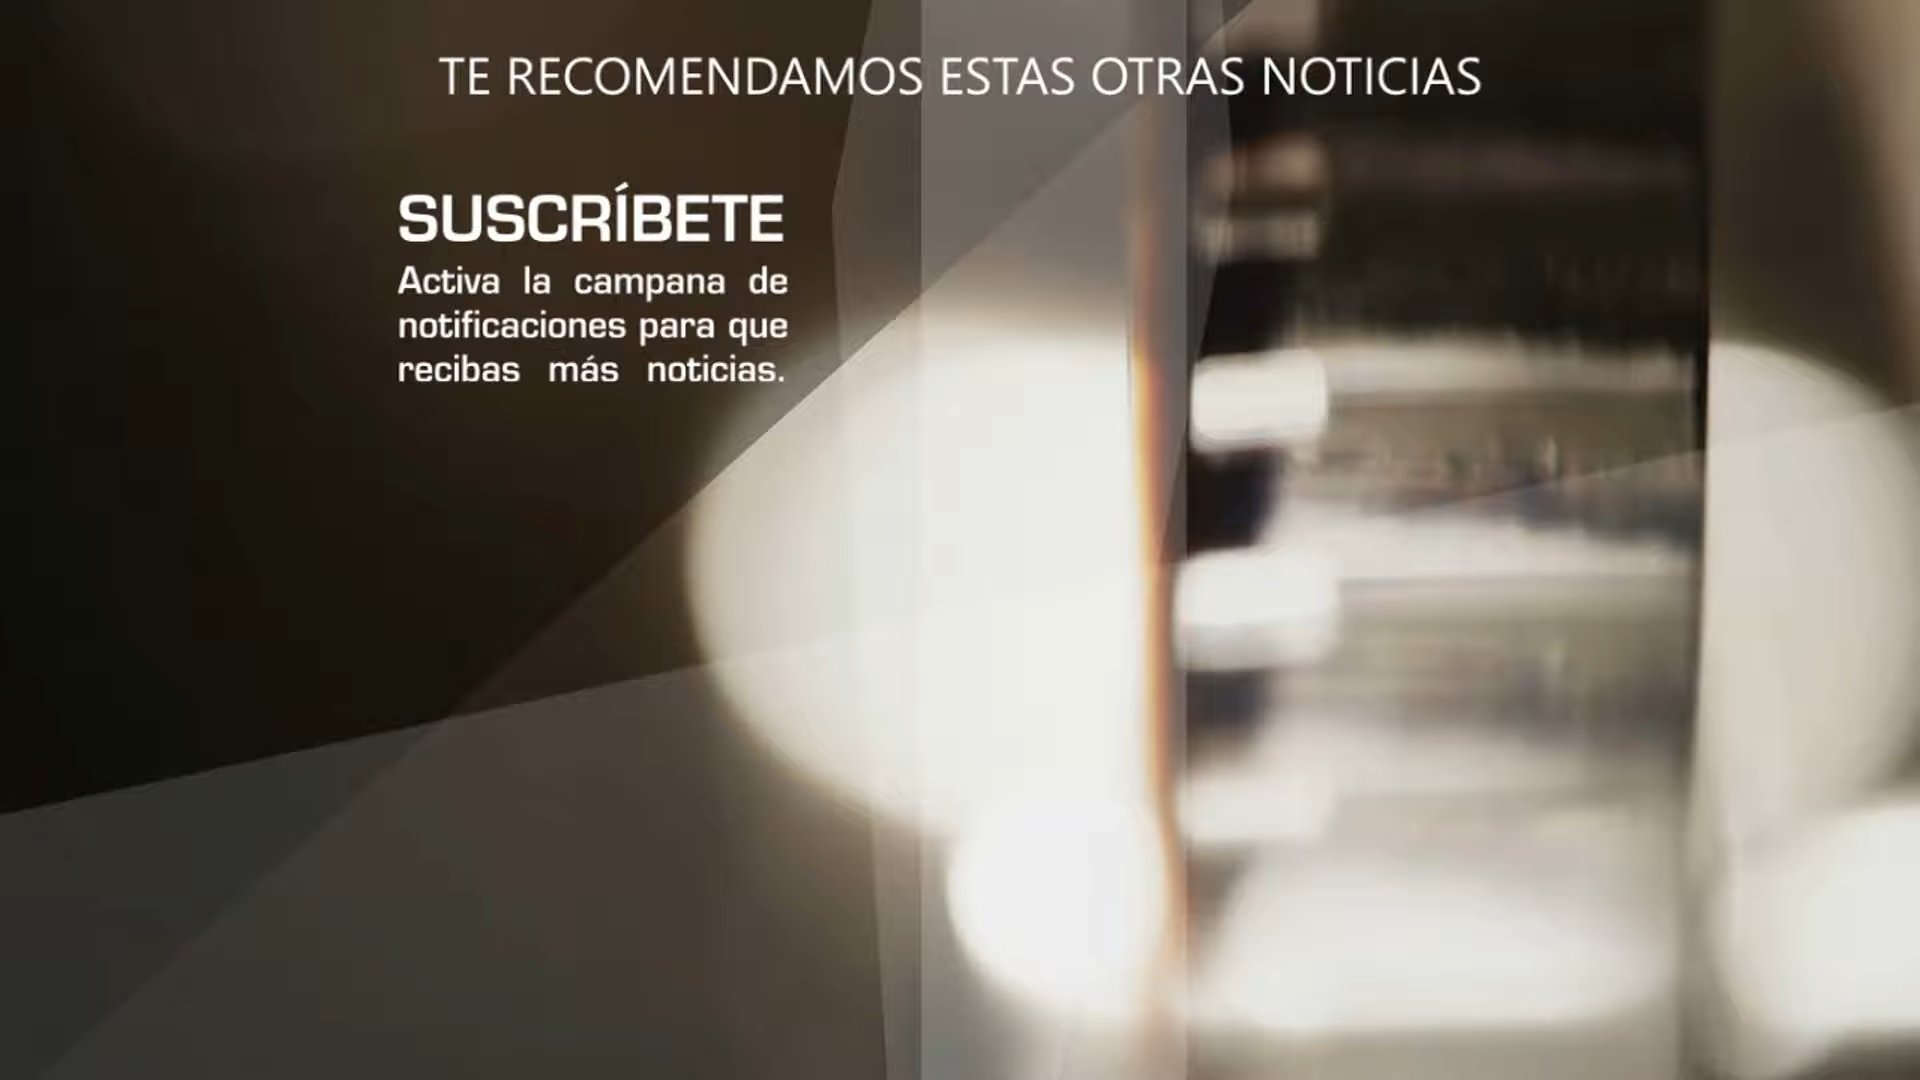 TE RECOMENDAMOS ESTAS OTRAS NOTICIAS
SUSCRÍBETE
Activa la campana de
notificaciones para que
recibas más noticias.